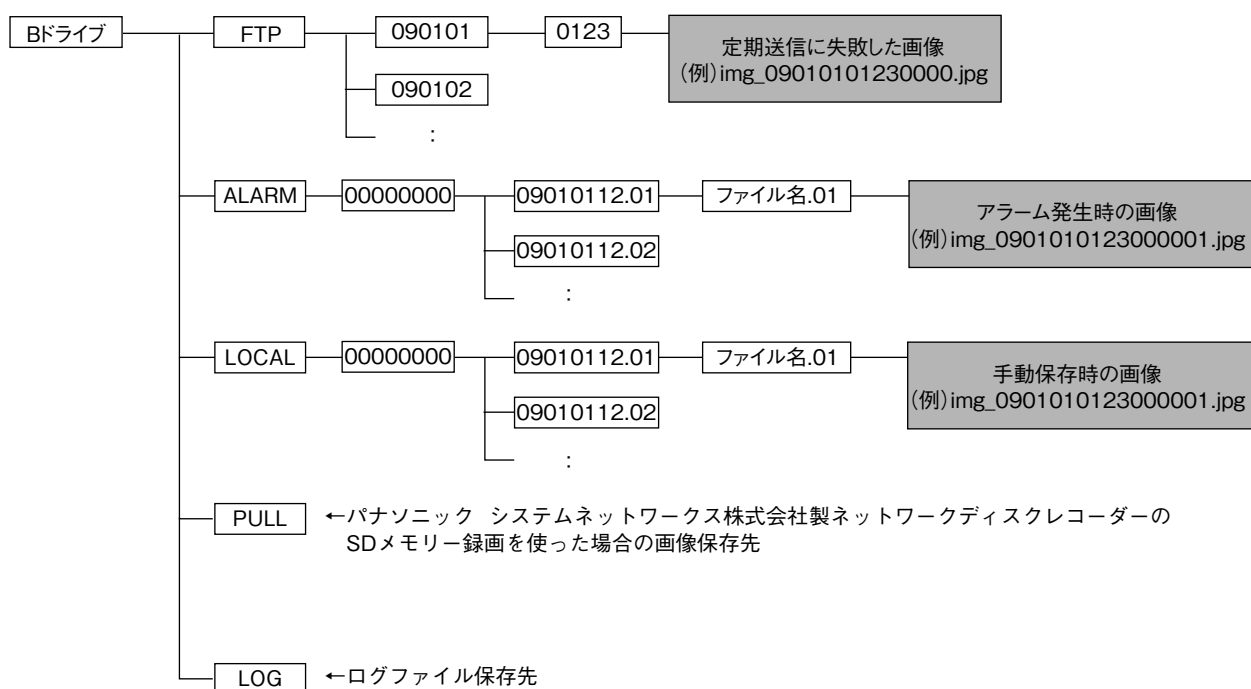 Bドライブ
FTP
090101
0123
定期送信に失敗した画像
(例)img_09010101230000.jpg
090102
:
ALARM
00000000
09010112.01
ファイル名.01
アラーム発生時の画像
(例)img_0901010123000001.jpg
09010112.02
:
LOCAL
00000000
09010112.01
ファイル名.01
手動保存時の画像
(例)img_0901010123000001.jpg
09010112.02
:
PULL
←パナソニック システムネットワークス株式会社製ネットワークディスクレコーダーの
SDメモリー録画を使った場合の画像保存先
LOG
←ログファイル保存先